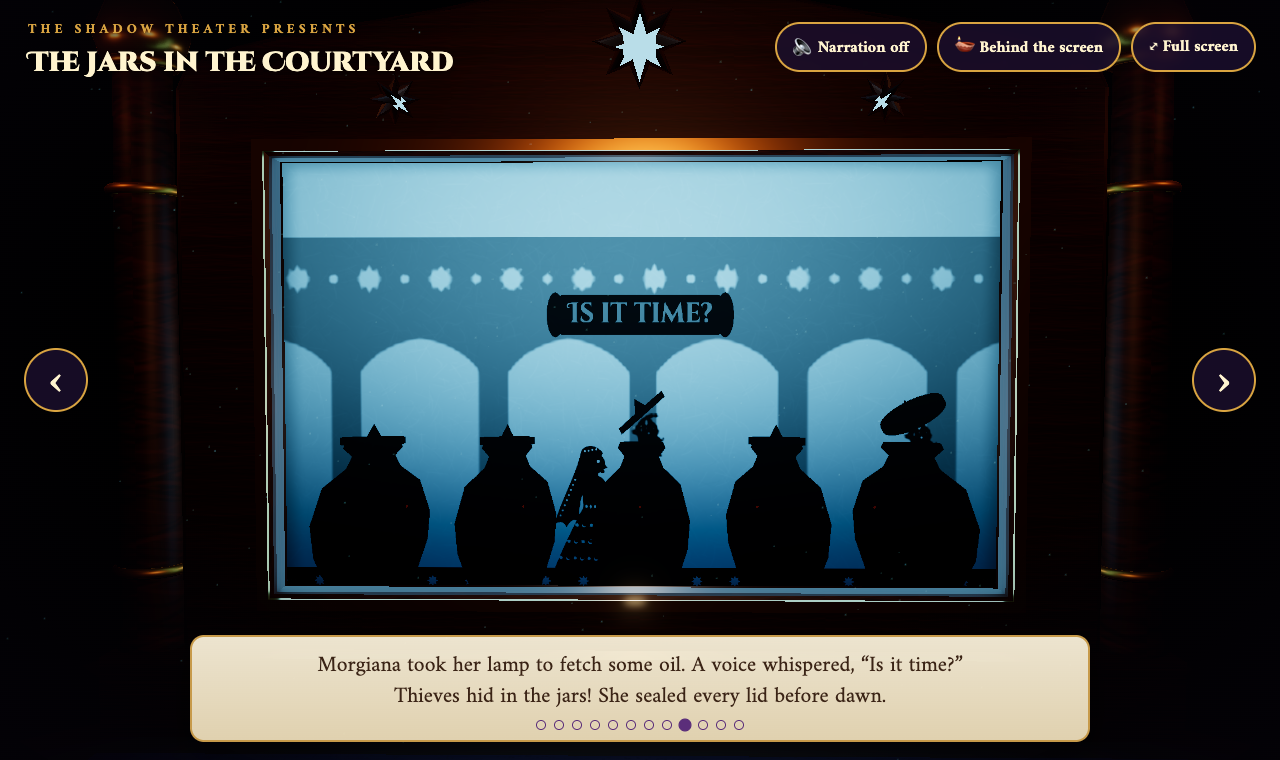 THE SHADOW THEATER PRESENTS
THE JARS IN THE COURTYARD
Narration off
Behind the screen
Full screen
IS IT TIME?
Morgiana took her lamp to fetch some oil. A voice whispered, “Is it time?”
Thieves hid in the jars! She sealed every lid before dawn.